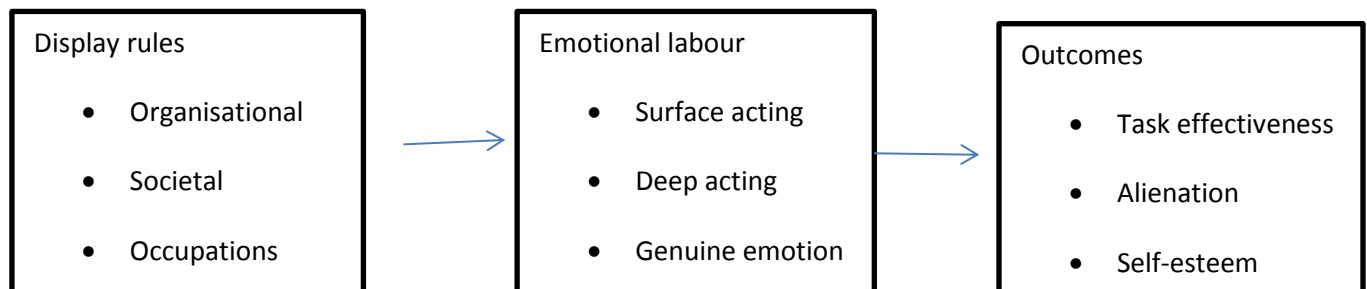 Display rules
• Organisational
• Societal
• Occupations
Emotional labour
• Surface acting
• Deep acting
• Genuine emotion
Outcomes
• Task effectiveness
• Alienation
• Self-esteem